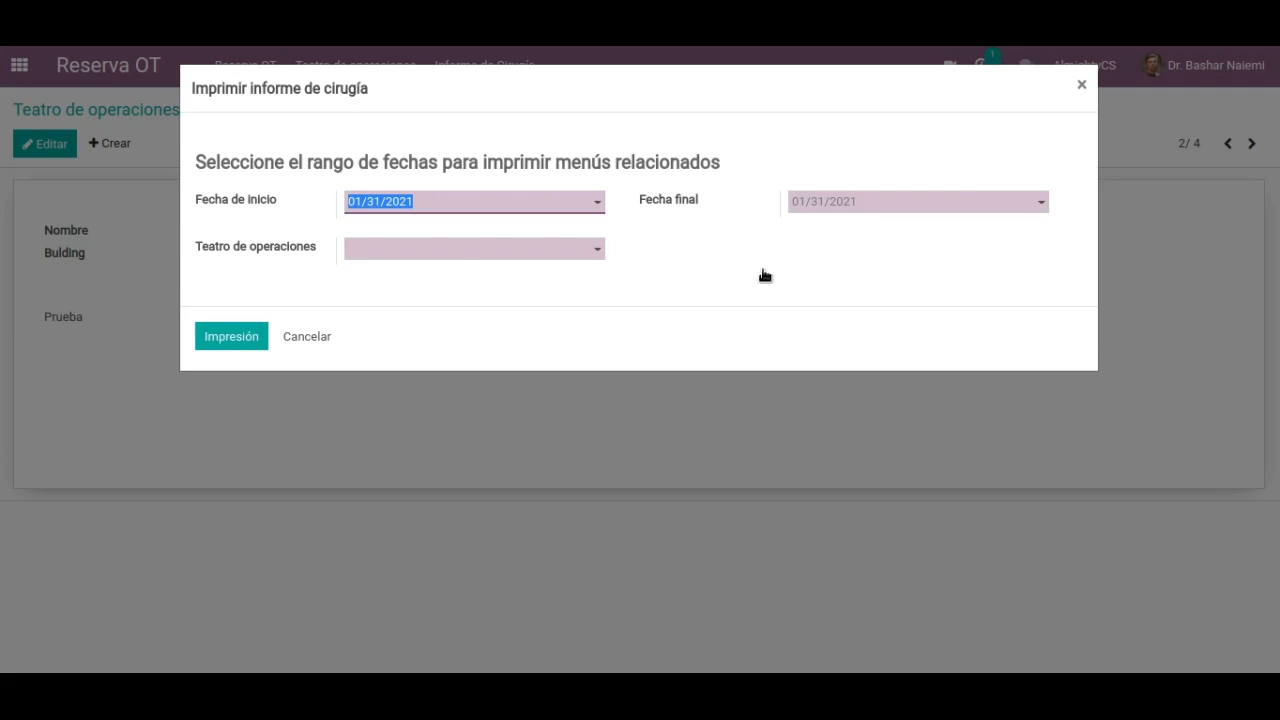 Reserva OT
1
Dr. Bashar Naiemi
Imprimir informe de cirugía
×
Teatro de operaciones
Editar
Crear
2/ 4
Seleccione el rango de fechas para imprimir menús relacionados
Fecha de inicio
01/31/2021
Fecha final
01/31/2021
Nombre
Teatro de operaciones
Bulding
Prueba
Impresión
Cancelar